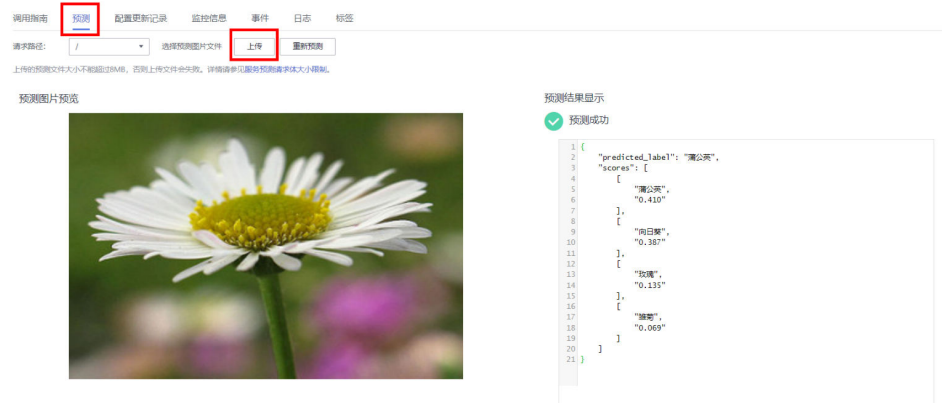 调用指南 预测 配置更新记录 监控信息 事件 日志 标签
请求路径: / 选择预测图片文件 上传 重新预测
上传的预测文件大小不能超过8MB，否则上传文件会失败。详情请参见服务预测请求体大小限制。
预测图片预览
预测结果显示
预测成功
1 {
2 "predicted_label": "蒲公英",
3 "scores": [
4 [
5 "蒲公英",
6 "0.410"
7 ],
8 [
9 "向日葵",
10 "0.387"
11 ],
12 [
13 "玫瑰",
14 "0.135"
15 ],
16 [
17 "雏菊",
18 "0.069"
19 ]
20 ]
21 }